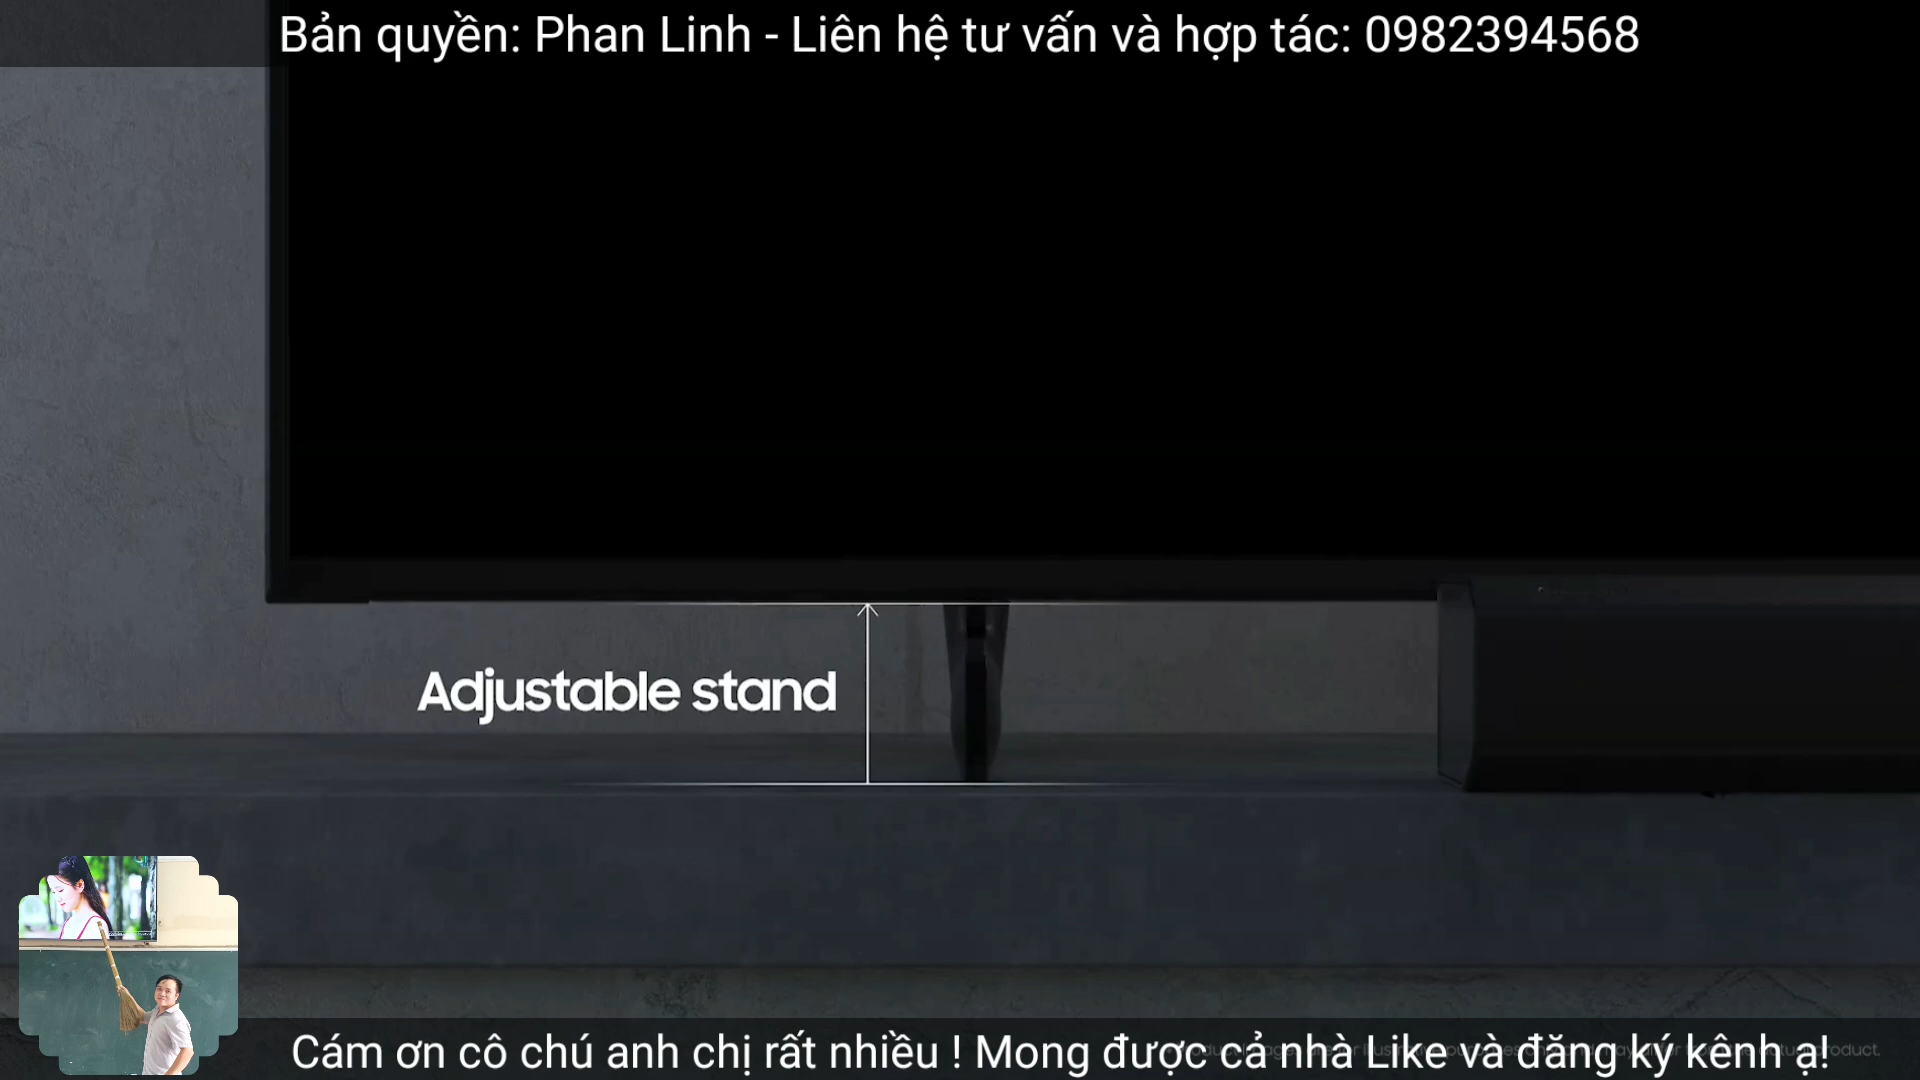 Bản quyền: Phan Linh - Liên hệ tư vấn và hợp tác: 0982394568
Adjustable stand
Cám ơn cô chú anh chị rất nhiều ! Mong được cả nhà Like và đăng ký kênh ạ!
product.